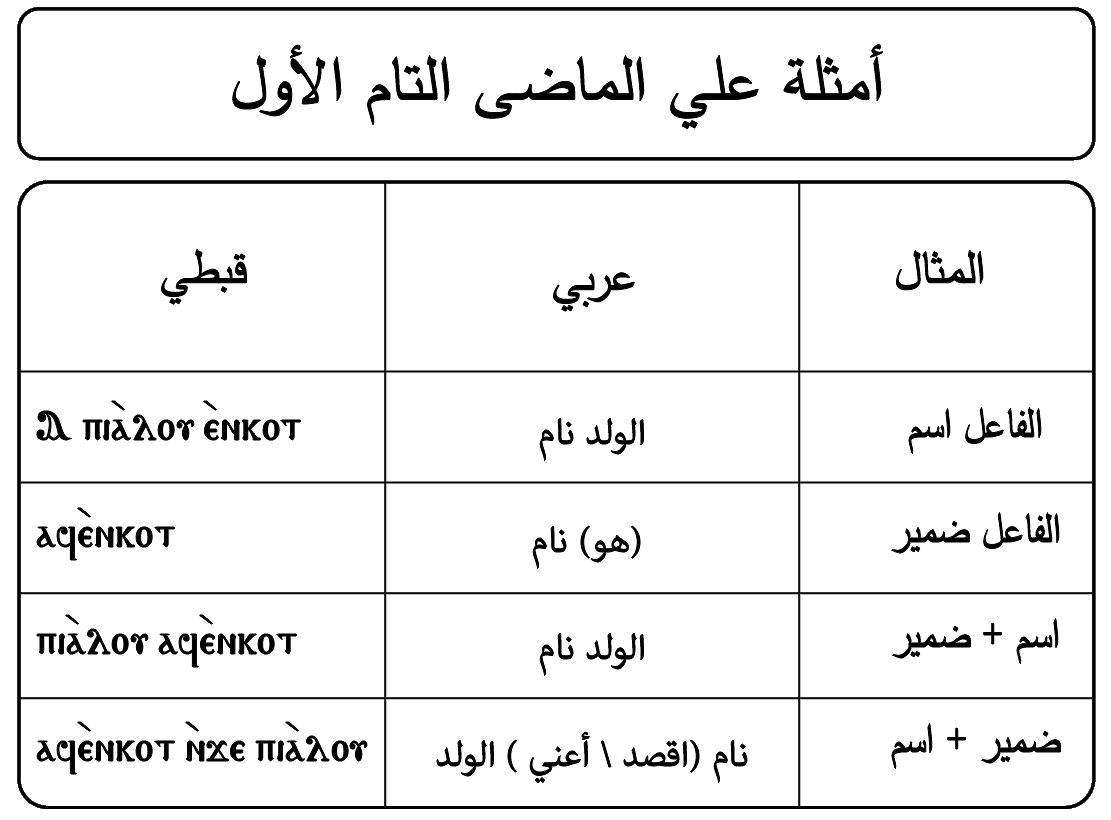 أمثلة علي الماضى التام الأول
المثال عربي قبطي
الفاعل اسم الولد نام Ⲁ ⲡⲓⲁ̀ⲗⲟⲩ ⲉ̀ⲛⲕⲟⲧ
الفاعل ضمير (هو) نام ⲁϥⲉ̀ⲛⲕⲟⲧ
اسم + ضمير الولد نام ⲡⲓⲁ̀ⲗⲟⲩ ⲁϥⲉ̀ⲛⲕⲟⲧ
ضمير + اسم نام (اقصد \ أعني ) الولد ⲁϥⲉ̀ⲛⲕⲟⲧ ⲛ̀ϫⲉ ⲡⲓⲁ̀ⲗⲟⲩ